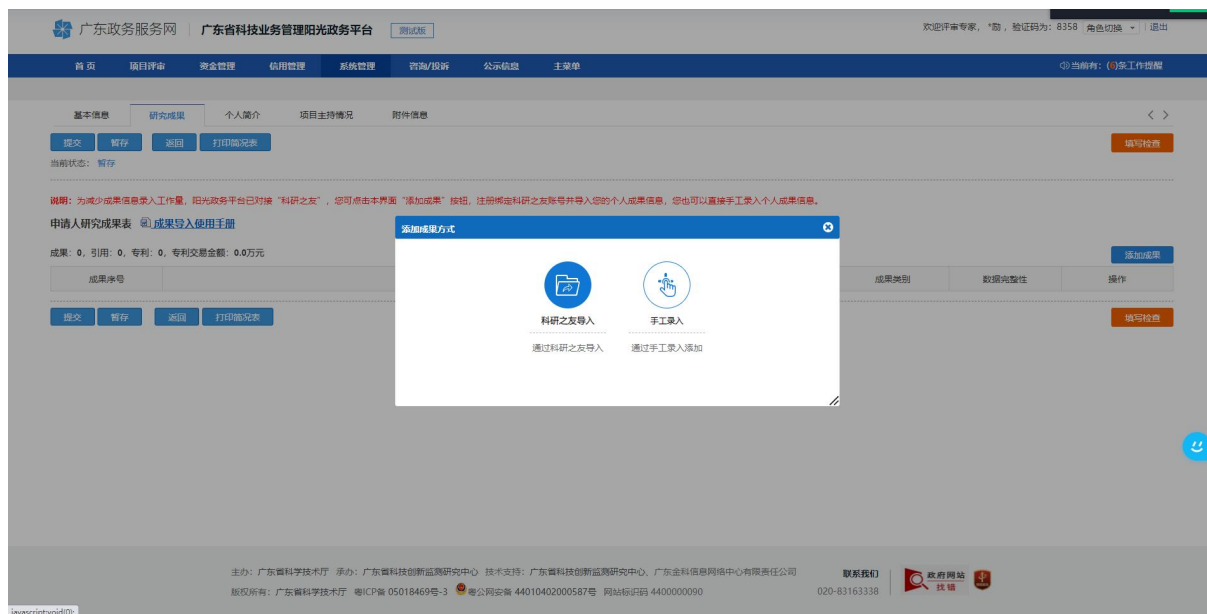 广东政务服务网 广东省科技业务管理阳光政务平台 测试版 欢迎评审专家，*勋，验证码为：8358 角色切换 退出
首页 项目评审 资金管理 信用管理 系统管理 咨询/投诉 公示信息 主菜单 当前有：(6)条工作提醒
基本信息 研究成果 个人简介 项目主持情况 附件信息 < >
提交 暂存 返回 打印简况表 填写检查
当前状态：暂存
说明：为减少成果信息录入工作量，阳光政务平台已对接“科研之友”，您可点击本界面“添加成果”按钮，注册绑定科研之友账号并导入您的个人成果信息，您也可以直接手工录入个人成果信息。
申请人研究成果表 成果导入使用手册
添加成果方式
成果：0，引用：0，专利：0，专利交易金额：0.0万元 添加成果
成果序号 成果类别 数据完整性 操作
提交 暂存 返回 打印简况表 填写检查
科研之友导入 手工录入
通过科研之友导入 通过手工录入添加
主办：广东省科学技术厅 承办：广东省科技创新监测研究中心 技术支持：广东省科技创新监测研究中心、广东金科信息网络中心有限责任公司 联系我们 政府网站
版权所有：广东省科学技术厅 粤ICP备 05018469号-3 粤公网安备 44010402000587号 网站标识码 4400000090 020-83163338 找错
javascript:void(0);